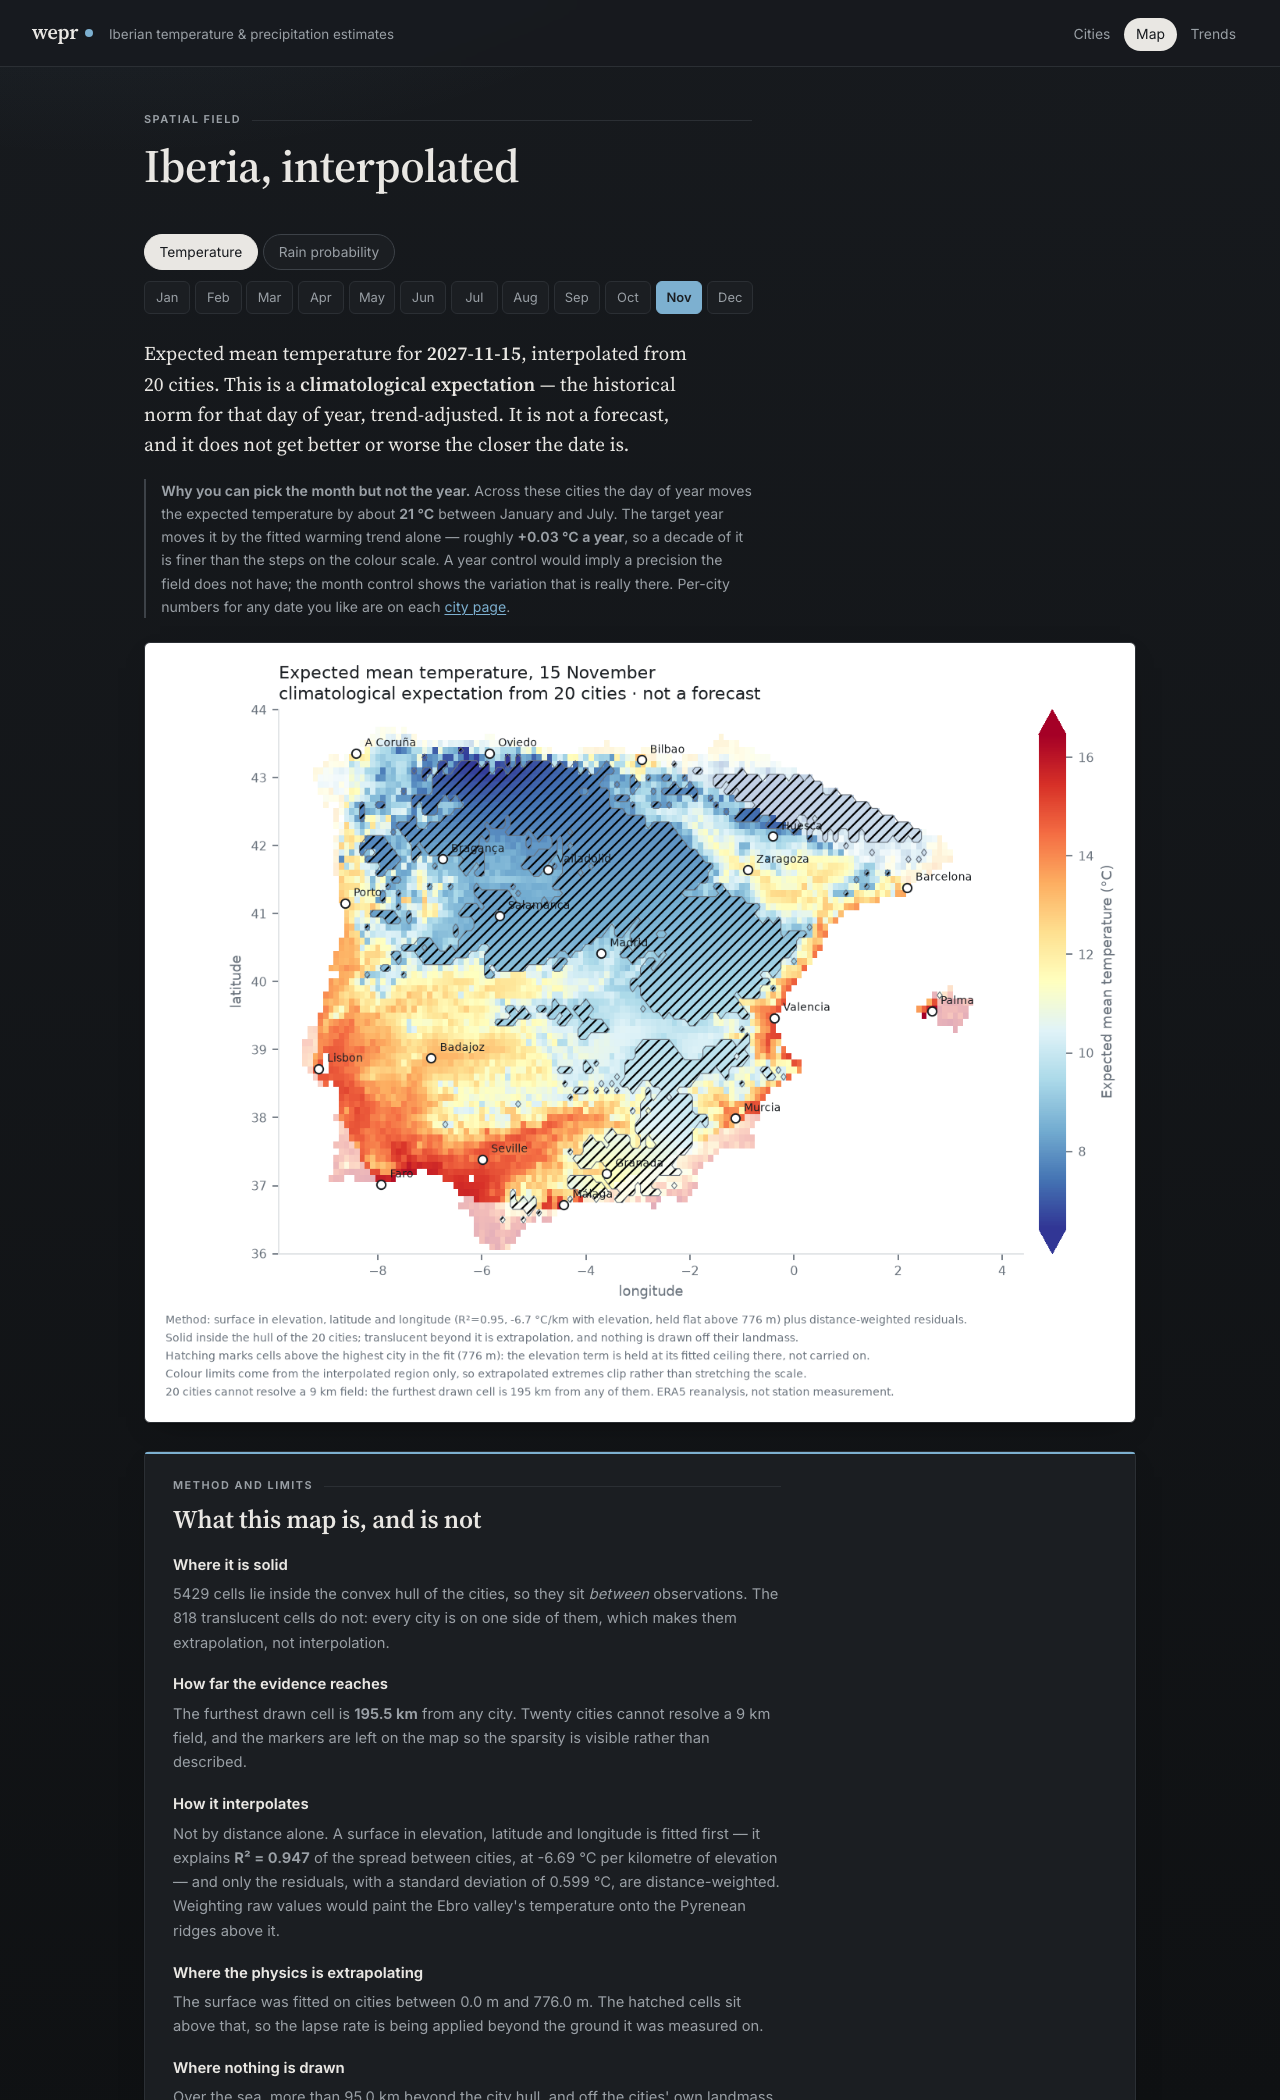 wepr
Iberian temperature & precipitation estimates
Cities
Map
Trends
SPATIAL FIELD
Iberia, interpolated
Temperature
Rain probability
Jan
Feb
Mar
Apr
May
Jun
Jul
Aug
Sep
Oct
Nov
Dec
Expected mean temperature for 2027-11-15, interpolated from
20 cities. This is a climatological expectation — the historical
norm for that day of year, trend-adjusted. It is not a forecast,
and it does not get better or worse the closer the date is.
Why you can pick the month but not the year. Across these cities the day of year moves
the expected temperature by about 21 °C between January and July. The target year
moves it by the fitted warming trend alone — roughly +0.03 °C a year, so a decade of it
is finer than the steps on the colour scale. A year control would imply a precision the
field does not have; the month control shows the variation that is really there. Per-city
numbers for any date you like are on each city page.
Expected mean temperature, 15 November
climatological expectation from 20 cities · not a forecast
44
43
42
41
40
39
38
37
36
latitude
A Coruña
Oviedo
Bilbao
Huesca
Bragança
Valladolid
Zaragoza
Barcelona
Porto
Salamanca
Madrid
Valencia
Palma
Badajoz
Lisbon
Murcia
Seville
Granada
Faro
Málaga
−8
−6
−4
−2
0
2
4
longitude
16
14
12
10
8
Expected mean temperature (°C)
Method: surface in elevation, latitude and longitude (R²=0.95, -6.7 °C/km with elevation, held flat above 776 m) plus distance-weighted residuals.
Solid inside the hull of the 20 cities; translucent beyond it is extrapolation, and nothing is drawn off their landmass.
Hatching marks cells above the highest city in the fit (776 m): the elevation term is held at its fitted ceiling there, not carried on.
Colour limits come from the interpolated region only, so extrapolated extremes clip rather than stretching the scale.
20 cities cannot resolve a 9 km field: the furthest drawn cell is 195 km from any of them. ERA5 reanalysis, not station measurement.
METHOD AND LIMITS
What this map is, and is not
Where it is solid
5429 cells lie inside the convex hull of the cities, so they sit between observations. The
818 translucent cells do not: every city is on one side of them, which makes them
extrapolation, not interpolation.
How far the evidence reaches
The furthest drawn cell is 195.5 km from any city. Twenty cities cannot resolve a 9 km
field, and the markers are left on the map so the sparsity is visible rather than
described.
How it interpolates
Not by distance alone. A surface in elevation, latitude and longitude is fitted first — it
explains R² = 0.947 of the spread between cities, at -6.69 °C per kilometre of elevation
— and only the residuals, with a standard deviation of 0.599 °C, are distance-weighted.
Weighting raw values would paint the Ebro valley's temperature onto the Pyrenean
ridges above it.
Where the physics is extrapolating
The surface was fitted on cities between 0.0 m and 776.0 m. The hatched cells sit
above that, so the lapse rate is being applied beyond the ground it was measured on.
Where nothing is drawn
Over the sea, more than 95.0 km beyond the city hull, and off the cities' own landmass